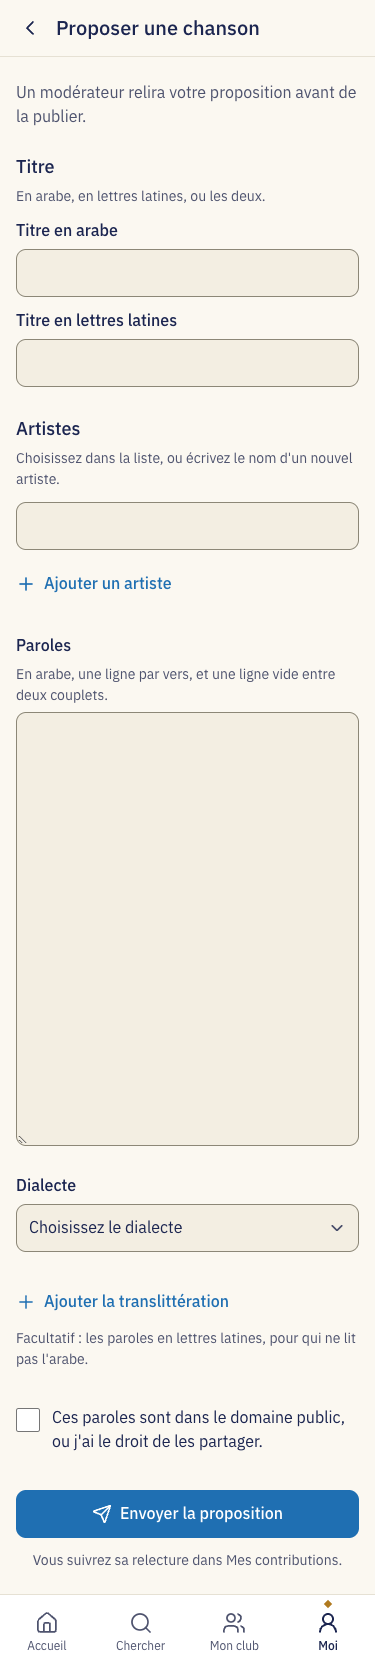 Proposer une chanson
Un modérateur relira votre proposition avant de
la publier.
Titre
En arabe, en lettres latines, ou les deux.
Titre en arabe
Titre en lettres latines
Artistes
Choisissez dans la liste, ou écrivez le nom d'un nouvel
artiste.
Ajouter un artiste
Paroles
En arabe, une ligne par vers, et une ligne vide entre
deux couplets.
Dialecte
Choisissez le dialecte
Ajouter la translittération
Facultatif : les paroles en lettres latines, pour qui ne lit
pas l'arabe.
Ces paroles sont dans le domaine public,
ou j'ai le droit de les partager.
Envoyer la proposition
Vous suivrez sa relecture dans Mes contributions.
Accueil
Chercher
Mon club
Moi